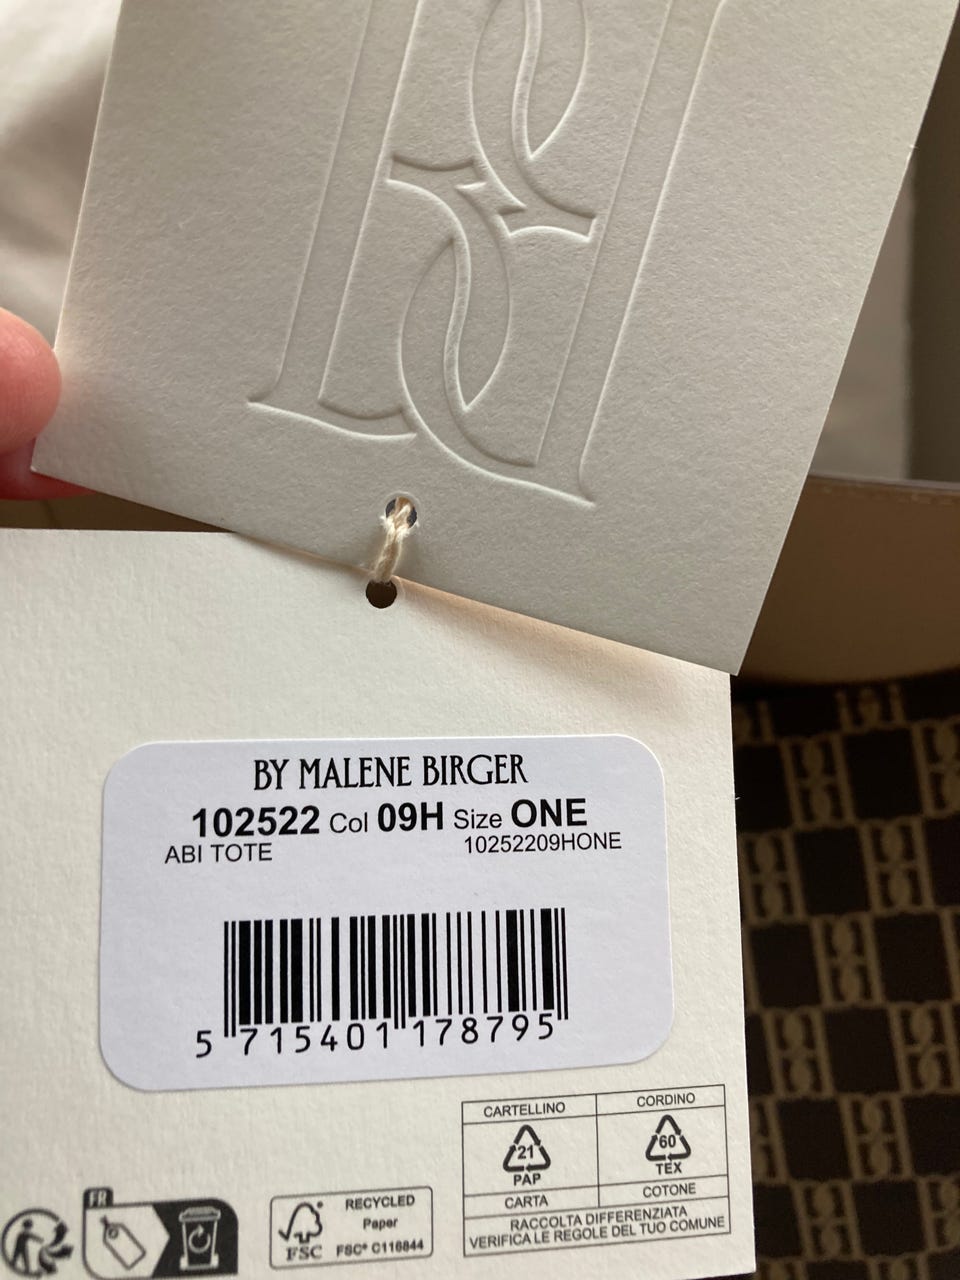 BY MALENE BIRGER
102522 Col 09H Size ONE
ABI TOTE 10252209HONE
5 715401 178795
CARTELLINO CORDINO
21 60
PAP TEX
CARTA COTONE
RACCOLTA DIFFERENZIATA
VERIFICA LE REGOLE DEL TUO COMUNE
FR
RECYCLED
Paper
FSC FSC® C116844